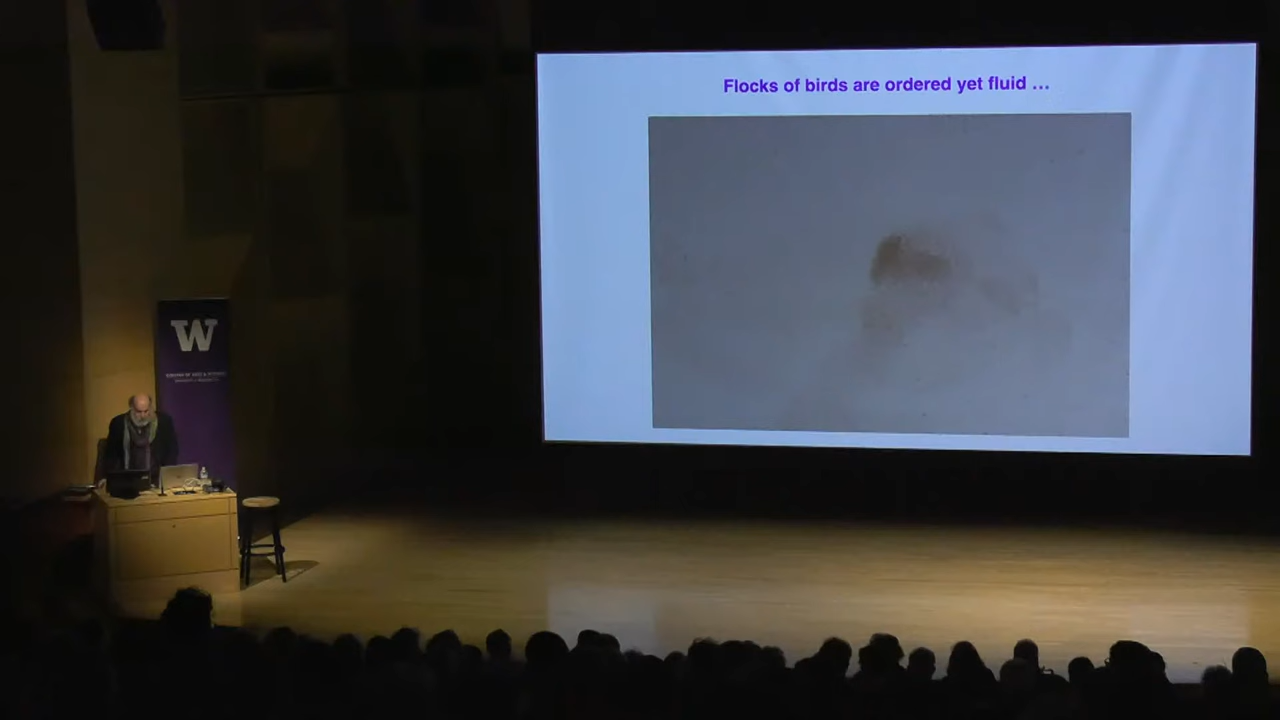 Flocks of birds are ordered yet fluid …
W